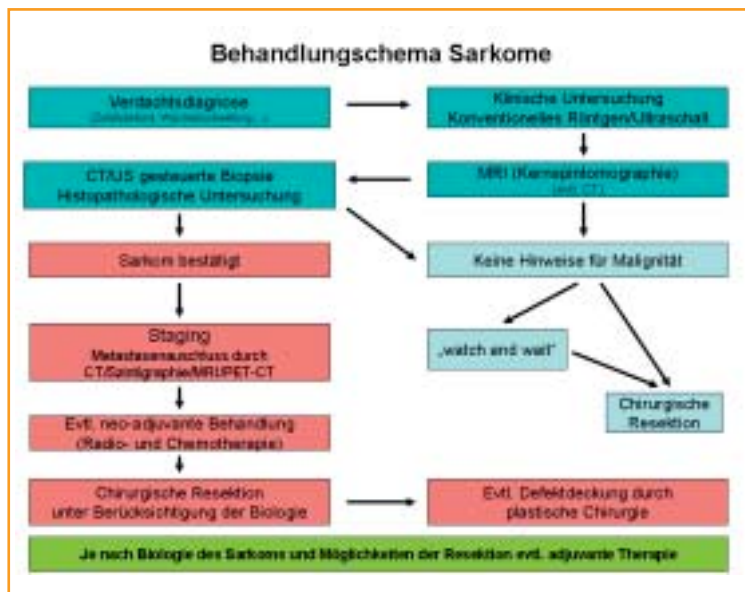 Behandlungschema Sarkome
Verdachtsdiagnose
Klinische Untersuchung
Konventionelles Röntgen/Ultraschall
CT/US gesteuerte Biopsie
Histopathologische Untersuchung
MRI (Kernspintomographie)
(evtl. CT)
Sarkom bestätigt
Keine Hinweise für Malignität
Staging
Metastasenauschluss durch
CT/Szintigraphie/MRI/PET-CT
„watch and wait“
Chirurgische
Resektion
Evtl. neo-adjuvante Behandlung
(Radio- und Chemotherapie)
Chirurgische Resektion
unter Berücksichtigung der Biologie
Evtl. Defektdeckung durch
plastische Chirurgie
Je nach Biologie des Sarkoms und Möglichkeiten der Resektion evtl. adjuvante Therapie